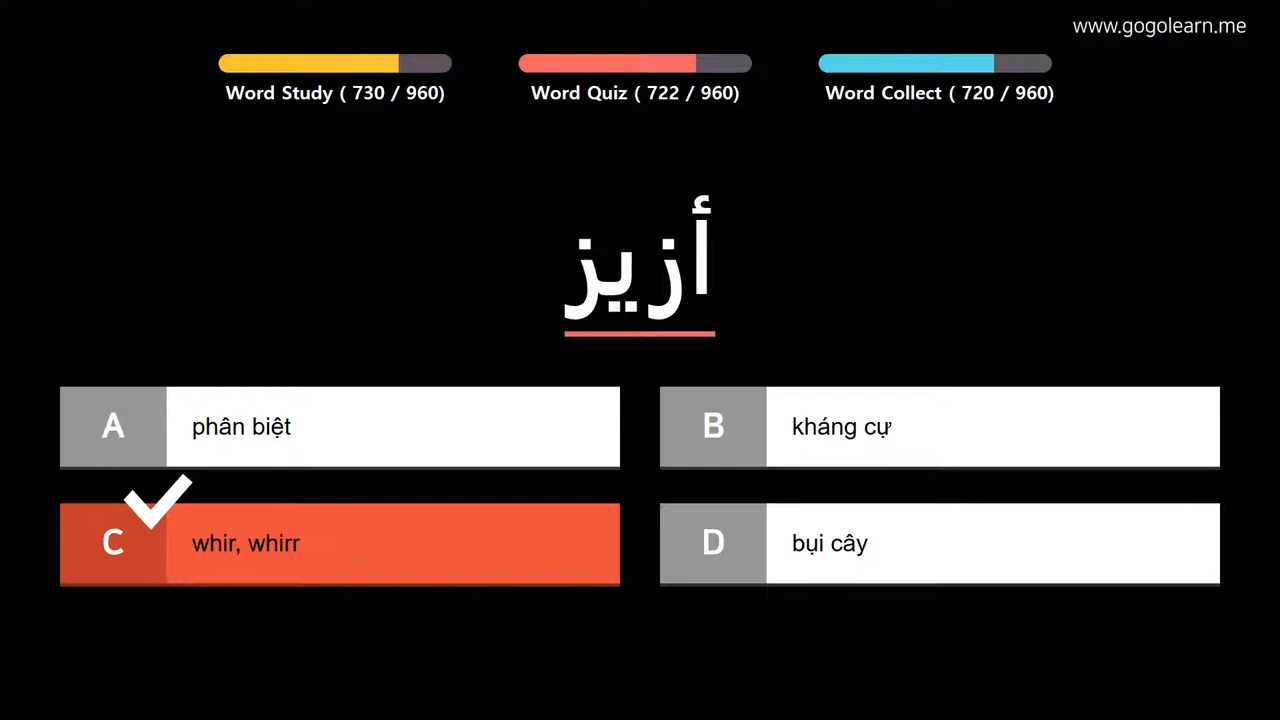 www.gogolearn.me
Word Study ( 730 / 960)
Word Quiz ( 722 / 960)
Word Collect ( 720 / 960)
أزيز
A
phân biệt
B
kháng cự
C
whir, whirr
D
bụi cây